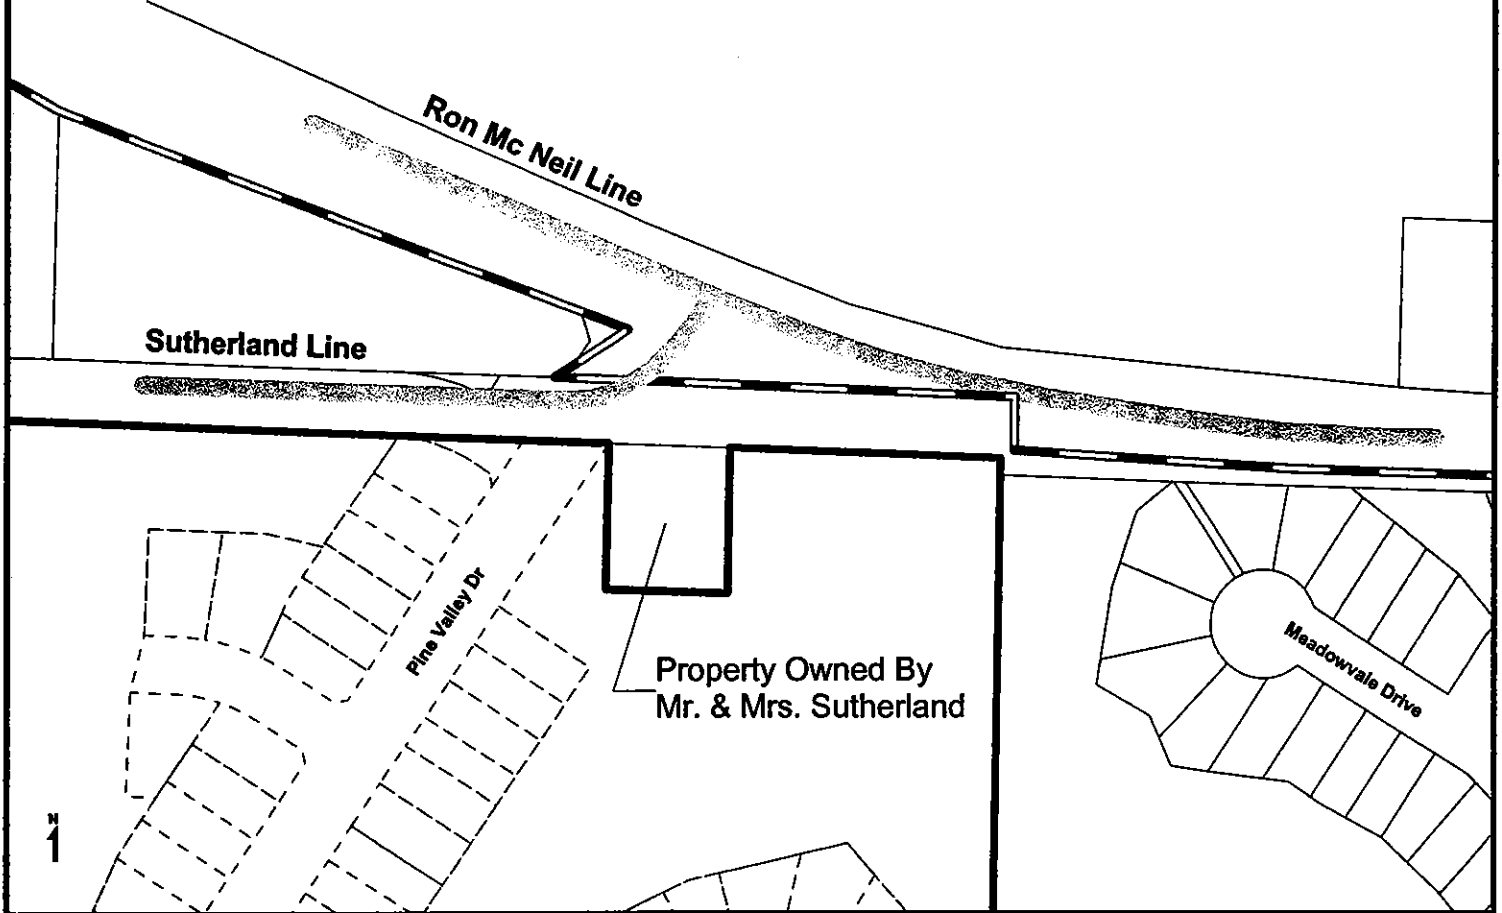 Ron Mc Neil Line
Sutherland Line
Pine Valley Dr
Property Owned By
Mr. & Mrs. Sutherland
Meadowvale Drive
N